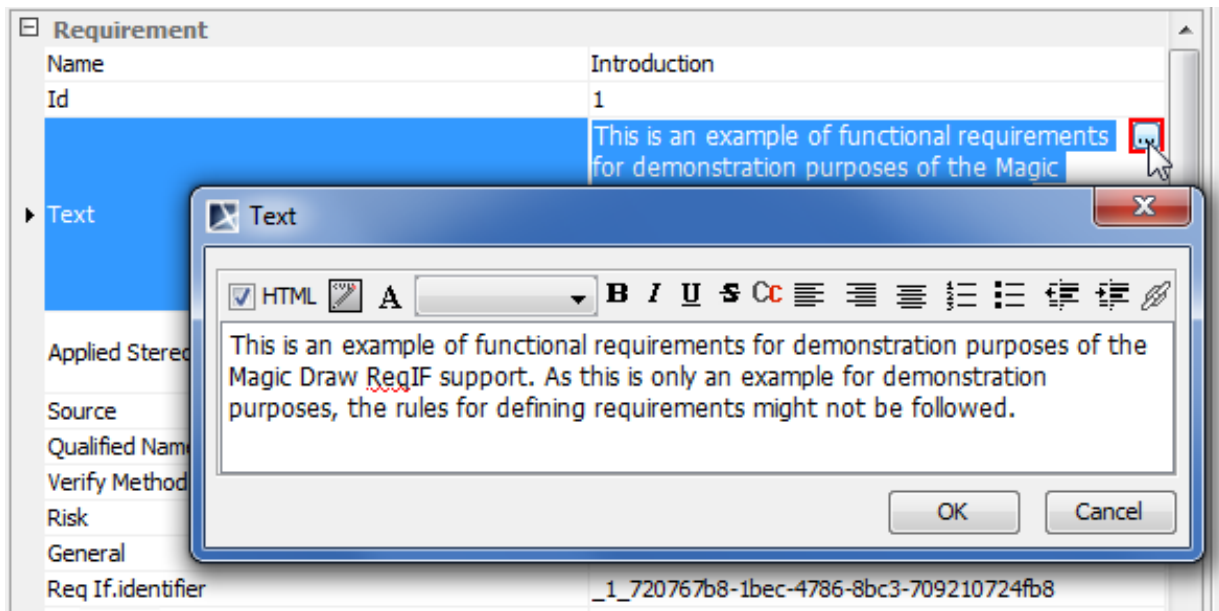 Requirement
Name Introduction
Id 1
This is an example of functional requirements
for demonstration purposes of the Magic
Text
Text
HTML A B I U S Cc
This is an example of functional requirements for demonstration purposes of the
Magic Draw ReqIF support. As this is only an example for demonstration
purposes, the rules for defining requirements might not be followed.
Applied Stereo
Source
Qualified Name
Verify Method
Risk
OK Cancel
General
Req If.identifier _1_720767b8-1bec-4786-8bc3-709210724fb8